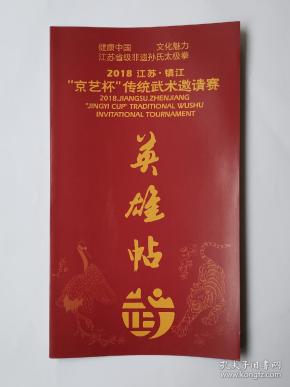 健康中国 文化魅力
江苏省级非遗孙氏太极拳
2018 江苏·镇江
"京艺杯"传统武术邀请赛
2018.JIANGSU.ZHENJIANG
"JINGYI CUP" TRADITIONAL WUSHU
INVITATIONAL TOURNAMENT
英雄帖
孔夫子旧书网